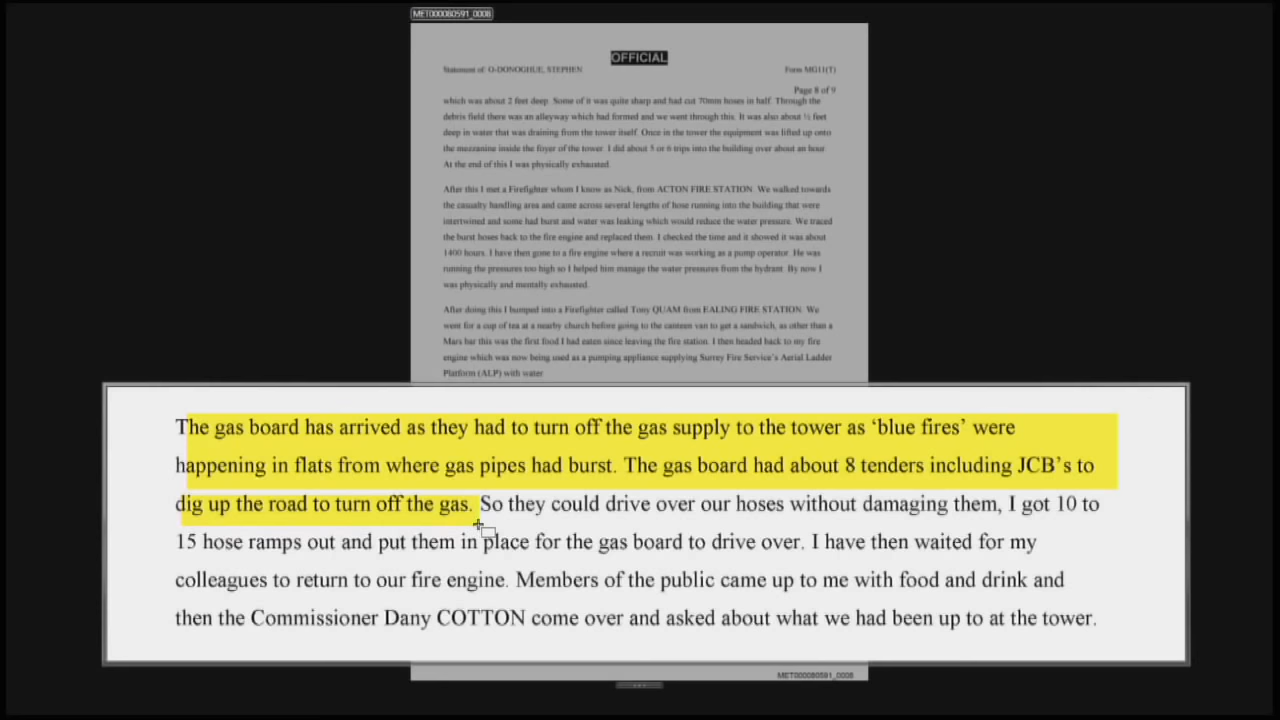 MET000080591_0008
OFFICIAL
Statement of: O-DONOGHUE, STEPHEN
Form MG11(T)
Page 8 of 9
which was about 2 feet deep. Some of it was quite sharp and had cut 70mm hoses in half. Through the
debris field there was an alleyway which had formed and we went through this. It was also about ½ feet
deep in water that was draining from the tower itself. Once in the tower the equipment was lifted up onto
the mezzanine inside the foyer of the tower. I did about 5 or 6 trips into the building over about an hour.
At the end of this I was physically exhausted.
After this I met a Firefighter whom I know as Nick, from ACTON FIRE STATION. We walked towards
the casualty handling area and came across several lengths of hose running into the building that were
intertwined and some had burst and water was leaking which would reduce the water pressure. We traced
the burst hoses back to the fire engine and replaced them. I checked the time and it showed it was about
1400 hours. I have then gone to a fire engine where a recruit was working as a pump operator. He was
running the pressures too high so I helped him manage the water pressures from the hydrant. By now I
was physically and mentally exhausted.
After doing this I bumped into a Firefighter called Tony QUAM from EALING FIRE STATION. We
went for a cup of tea at a nearby church before going to the canteen van to get a sandwich, as other than a
Mars bar this was the first food I had eaten since leaving the fire station. I then headed back to my fire
engine which was now being used as a pumping appliance supplying Surrey Fire Service's Aerial Ladder
Platform (ALP) with water
The gas board has arrived as they had to turn off the gas supply to the tower as ‘blue fires’ were
happening in flats from where gas pipes had burst. The gas board had about 8 tenders including JCB’s to
dig up the road to turn off the gas. So they could drive over our hoses without damaging them, I got 10 to
15 hose ramps out and put them in place for the gas board to drive over. I have then waited for my
colleagues to return to our fire engine. Members of the public came up to me with food and drink and
then the Commissioner Dany COTTON come over and asked about what we had been up to at the tower.
MET000080591_0008